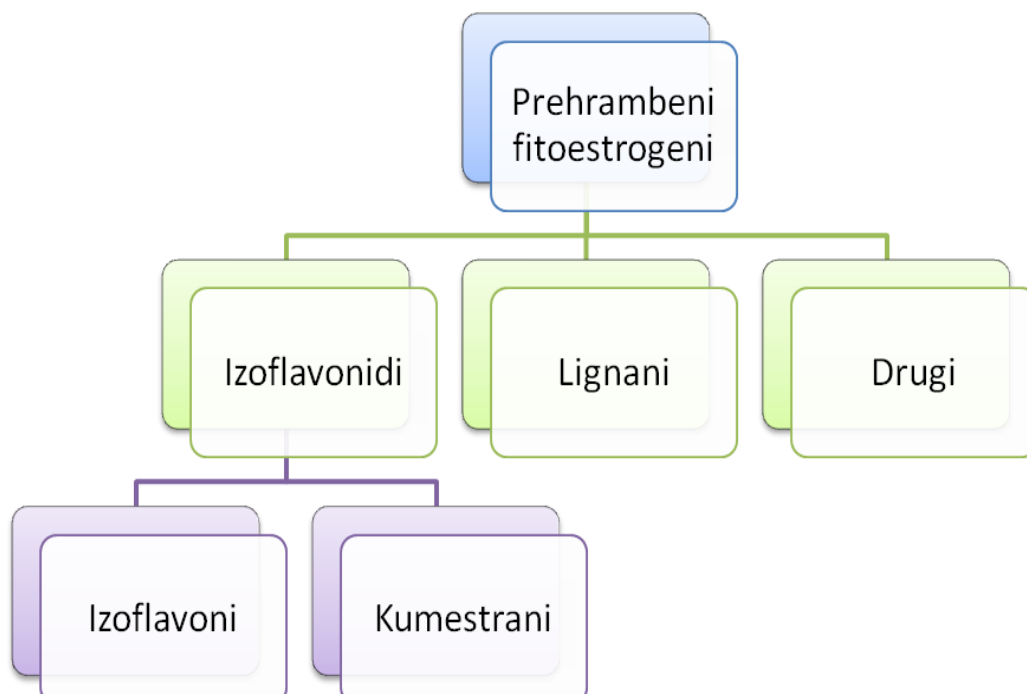 Prehrambeni
fitoestrogeni
Izoflavonidi
Lignani
Drugi
Izoflavoni
Kumestrani